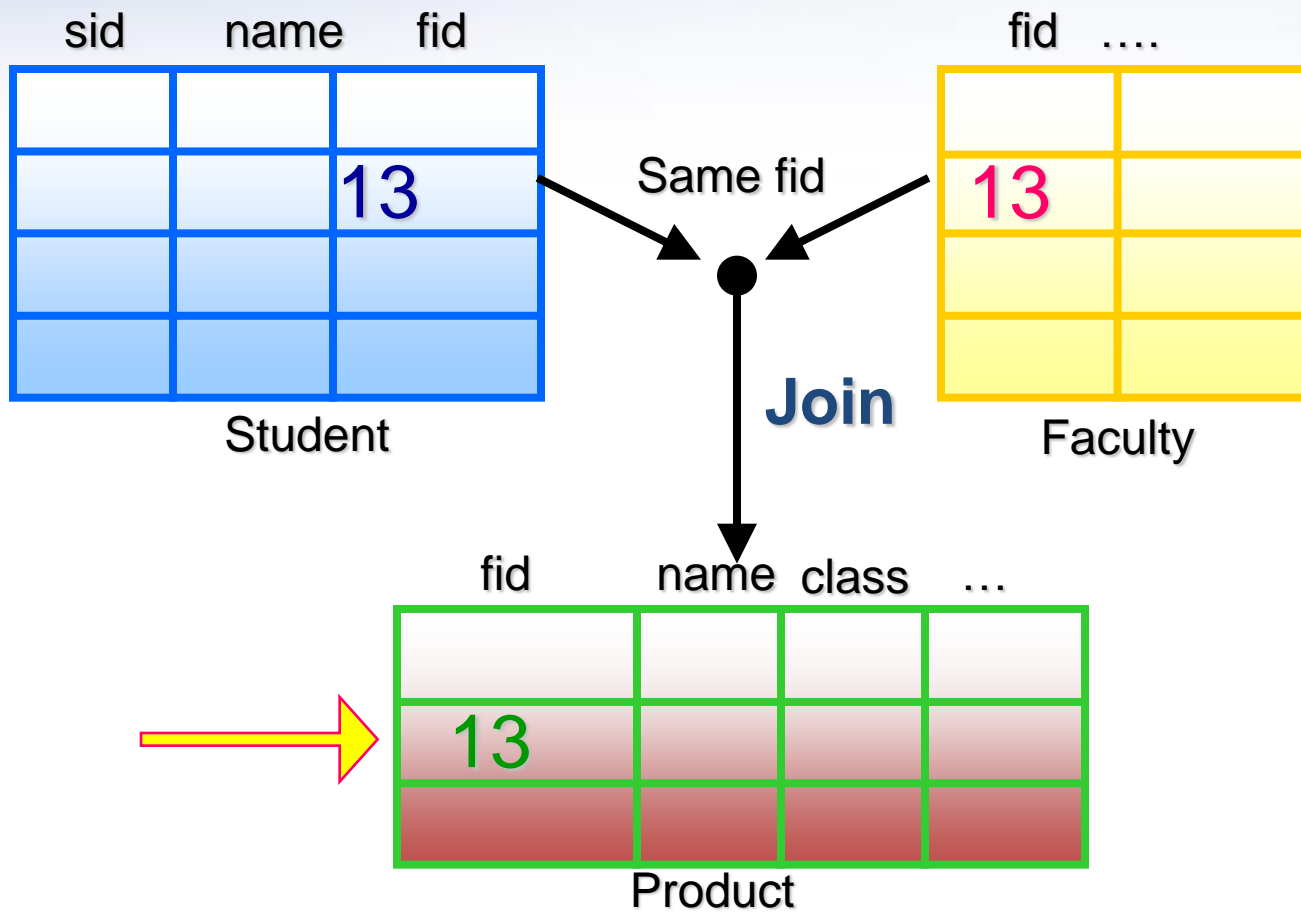 sid name fid
fid ….
13
Same fid
13
Join
Student
Faculty
fid name class …
13
Product